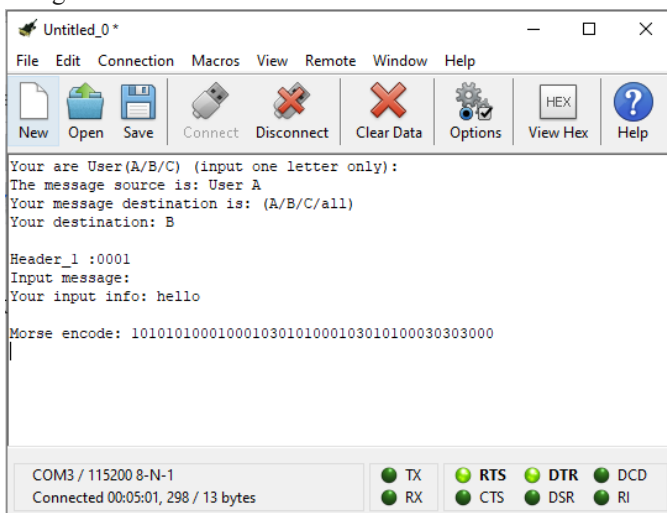 Untitled_0 *
File Edit Connection Macros View Remote Window Help
New Open Save Connect Disconnect Clear Data Options HEX View Hex Help
Your are User(A/B/C) (input one letter only):
The message source is: User A
Your message destination is: (A/B/C/all)
Your destination: B
Header_1 :0001
Input message:
Your input info: hello
Morse encode: 101010100010001030101000103010100030303000
COM3 / 115200 8-N-1 TX RTS DTR DCD
Connected 00:05:01, 298 / 13 bytes RX CTS DSR RI